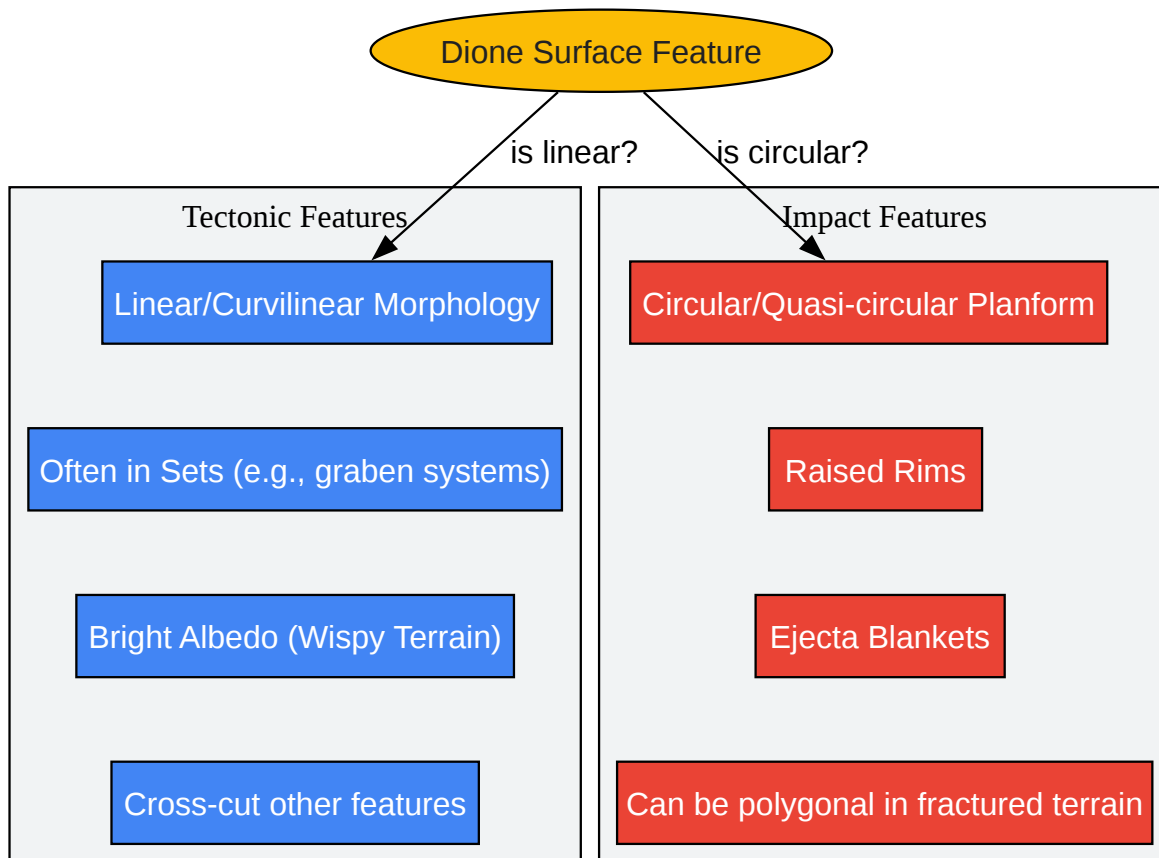 Dione Surface Feature
is linear?
is circular?
Tectonic Features
Linear/Curvilinear Morphology
Often in Sets (e.g., graben systems)
Bright Albedo (Wispy Terrain)
Cross-cut other features
Impact Features
Circular/Quasi-circular Planform
Raised Rims
Ejecta Blankets
Can be polygonal in fractured terrain